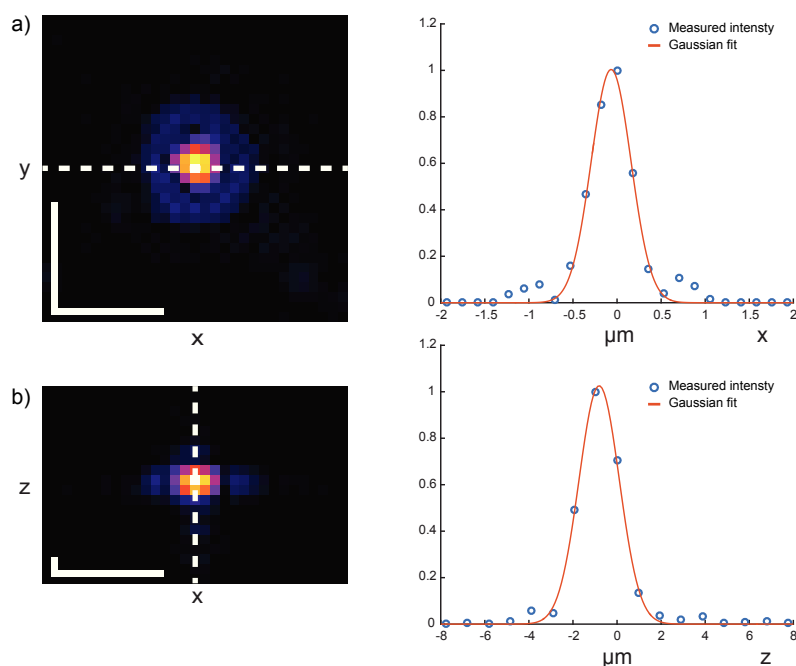 a)
y
x
1.2
1
0.8
0.6
0.4
0.2
0
Measured intensty
Gaussian fit
-2 -1.5 -1 -0.5 0 0.5 1 1.5 2
µm x
b)
z
x
1.2
1
0.8
0.6
0.4
0.2
0
Measured intensty
Gaussian fit
-8 -6 -4 -2 0 2 4 6 8
µm z